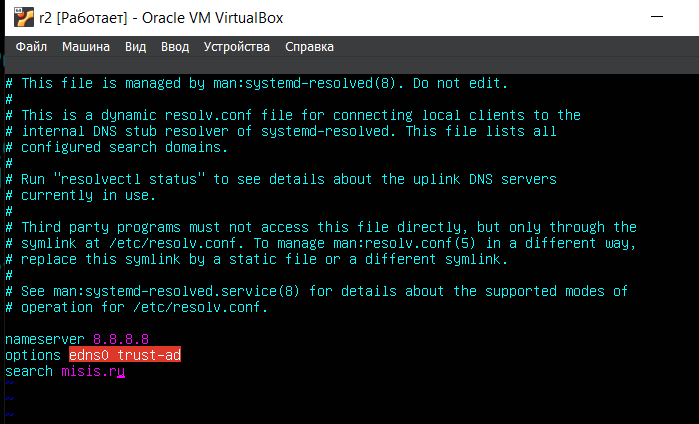 r2 [Работает] - Oracle VM VirtualBox
Файл Машина Вид Ввод Устройства Справка
# This file is managed by man:systemd-resolved(8). Do not edit.
#
# This is a dynamic resolv.conf file for connecting local clients to the
# internal DNS stub resolver of systemd-resolved. This file lists all
# configured search domains.
#
# Run "resolvectl status" to see details about the uplink DNS servers
# currently in use.
#
# Third party programs must not access this file directly, but only through the
# symlink at /etc/resolv.conf. To manage man:resolv.conf(5) in a different way,
# replace this symlink by a static file or a different symlink.
#
# See man:systemd-resolved.service(8) for details about the supported modes of
# operation for /etc/resolv.conf.
nameserver 8.8.8.8
options edns0 trust-ad
search misis.ru
~
~
~